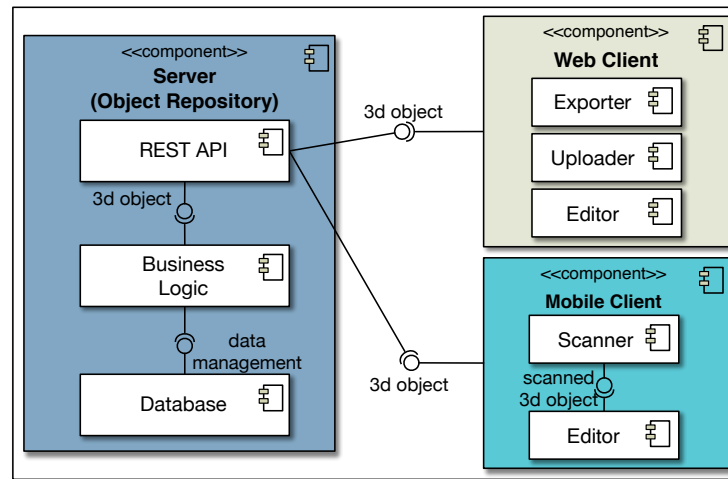 <<component>>
Server
(Object Repository)
REST API
3d object
Business
Logic
data
management
Database
3d object
3d object
<<component>>
Web Client
Exporter
Uploader
Editor
<<component>>
Mobile Client
Scanner
scanned
3d object
Editor